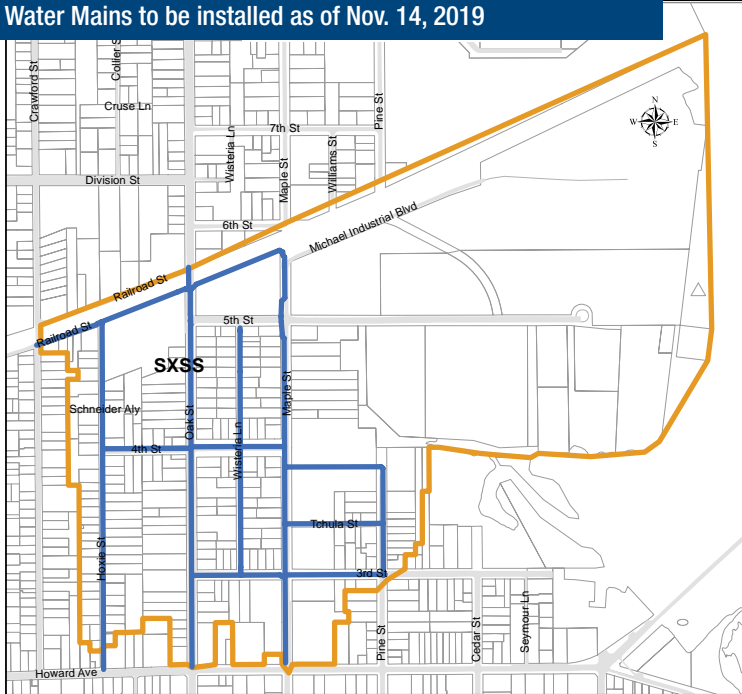 Water Mains to be installed as of Nov. 14, 2019
Crawford St
Collier S
Cruse Ln
N
W
E
S
Pine St
7th St
Wisteria Ln
Maple St
Williams St
Division St
6th St
Michael Industrial Blvd
Railroad St
5th St
Railroad St
SXSS
Schneider Aly
Oak St
Maple St
4th St
Wisteria Ln
Tchula St
Hoxie St
3rd St
Pine St
Cedar St
Seymour Ln
Howard Ave